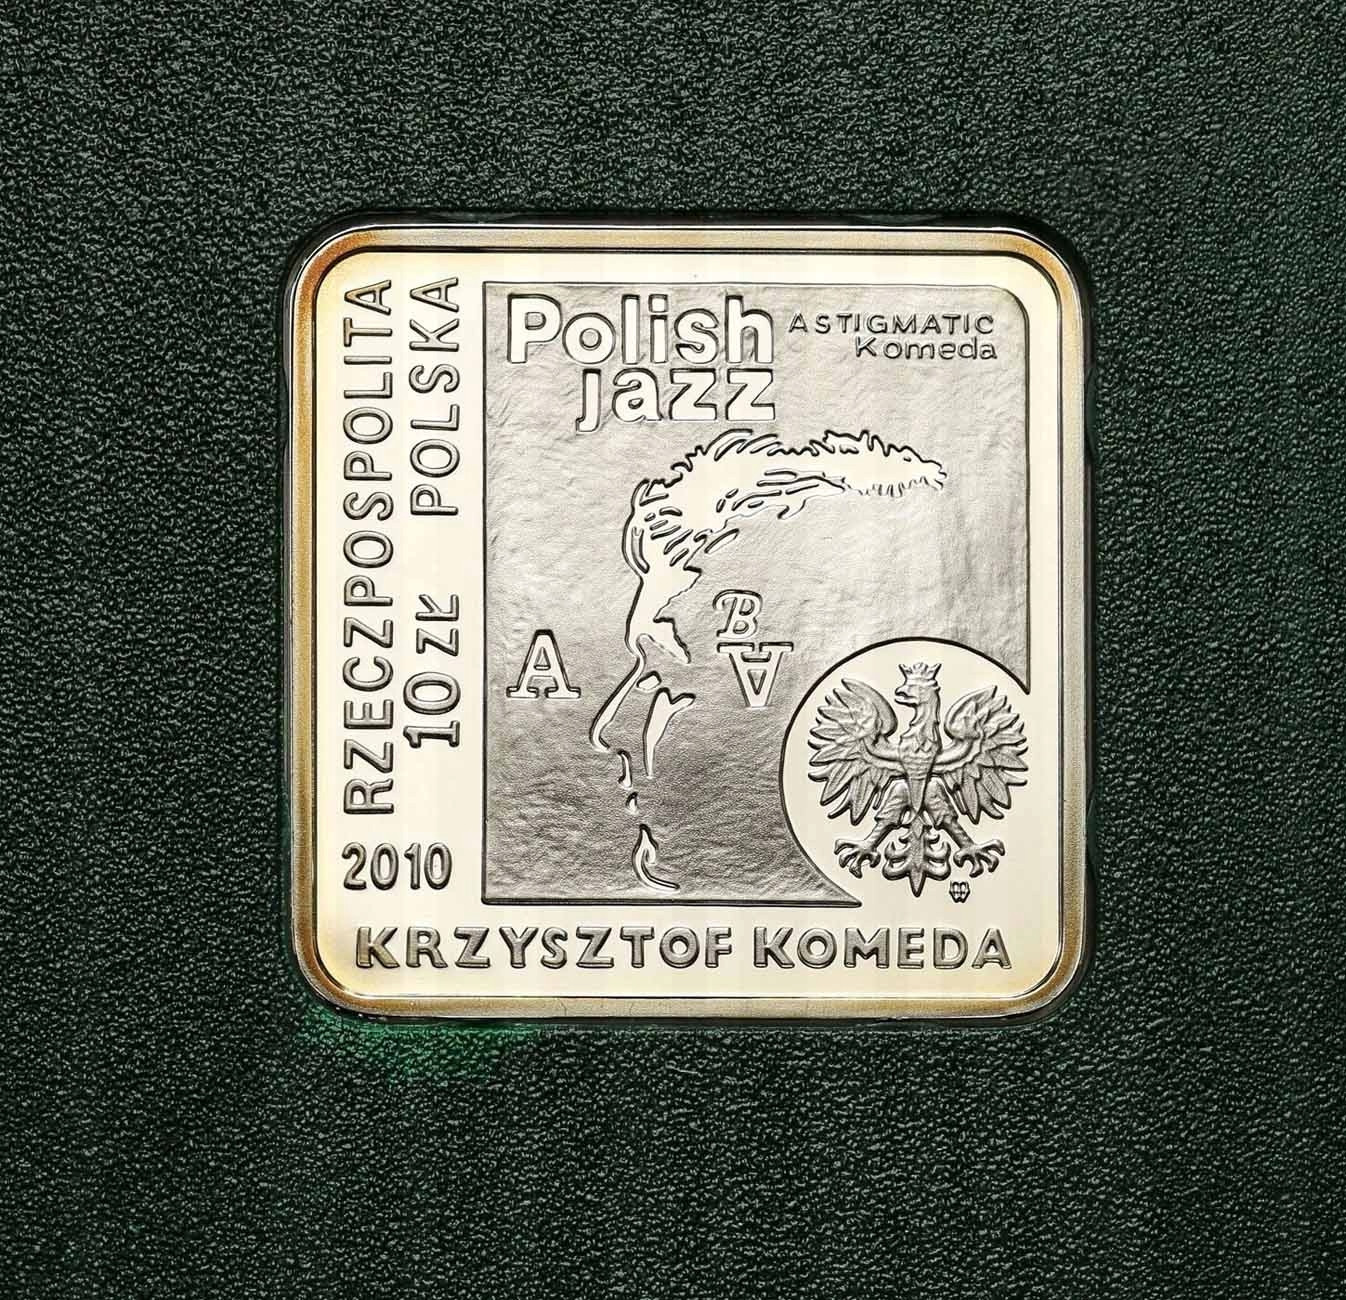 RZECZPOSPOLITA
POLSKA
10 ZŁ
2010
Polish
jazz
ASTIGMATIC
Komeda
A
B
A
KRZYSZTOF KOMEDA